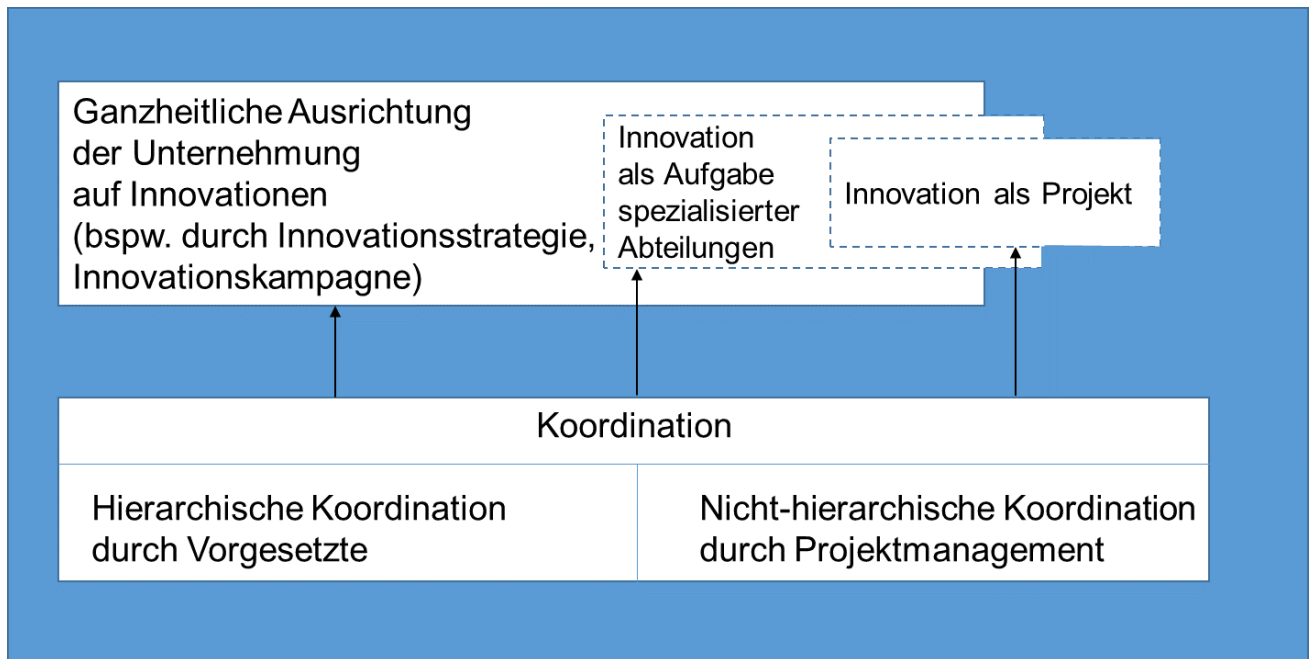 Ganzheitliche Ausrichtung
der Unternehmung
auf Innovationen
(bspw. durch Innovationsstrategie,
Innovationskampagne)
Innovation
als Aufgabe
spezialisierter
Abteilungen
Innovation als Projekt
Koordination
Hierarchische Koordination
durch Vorgesetzte
Nicht-hierarchische Koordination
durch Projektmanagement